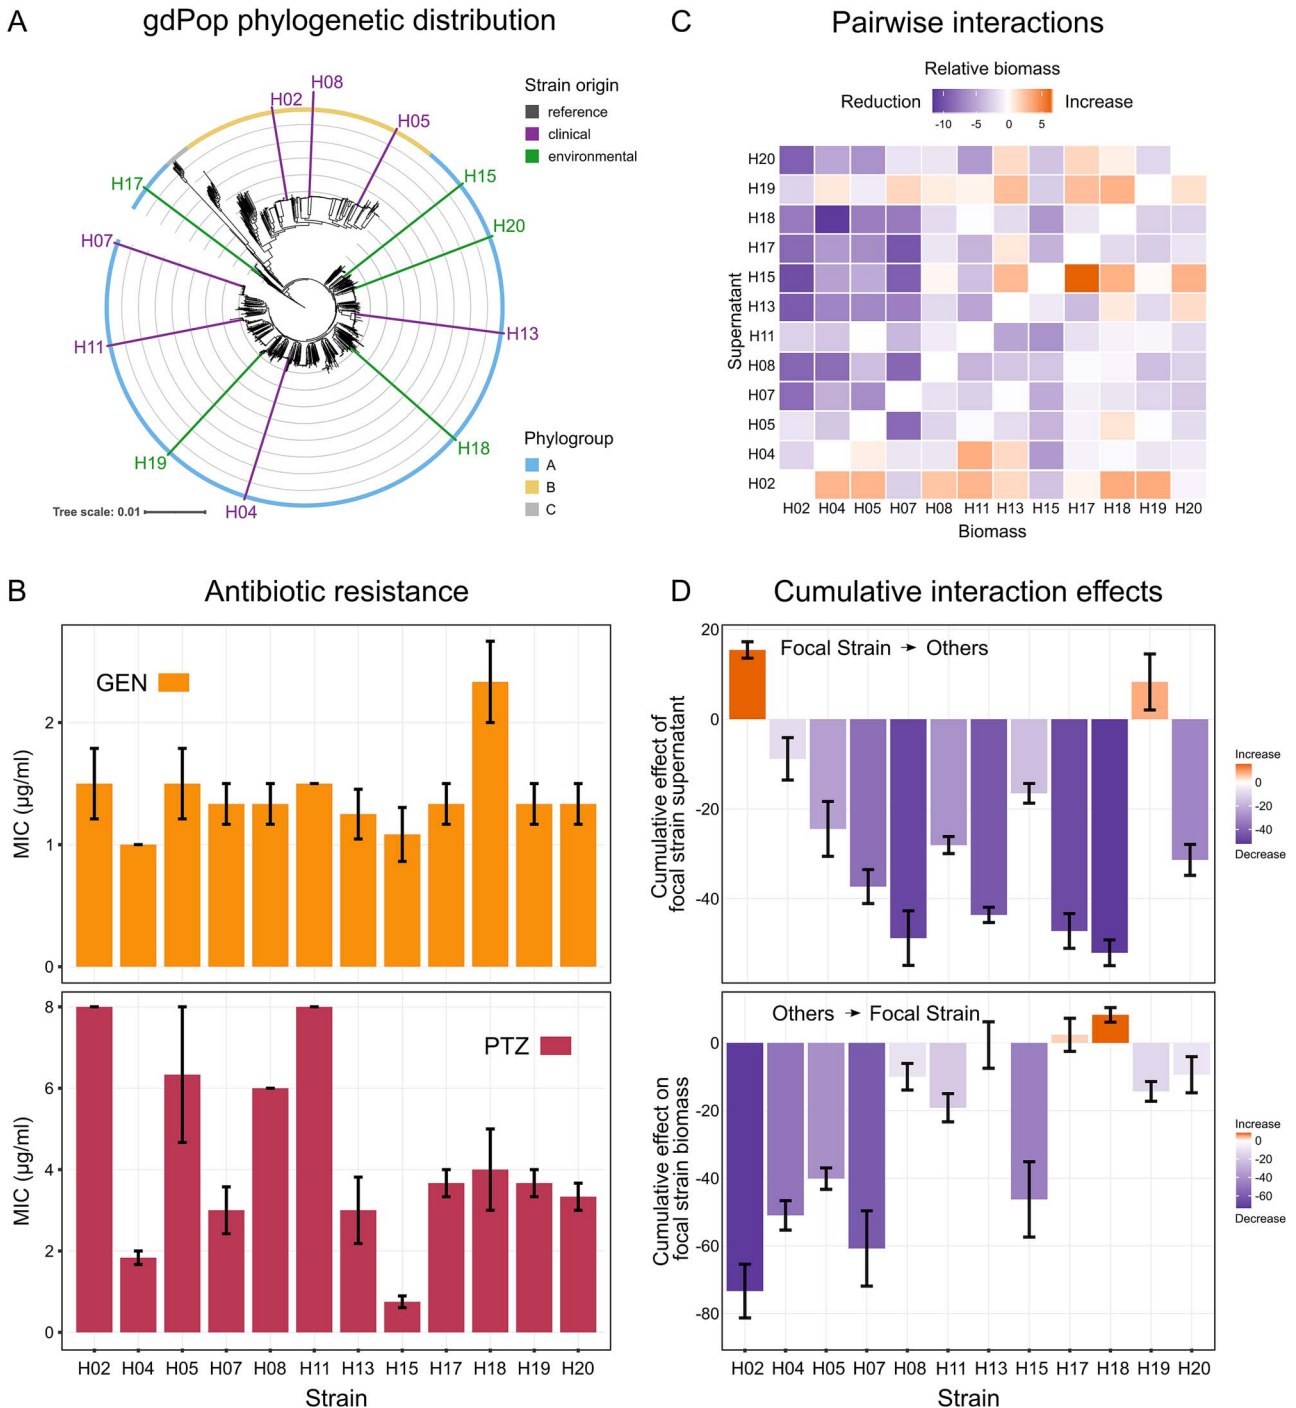 A
gdPop phylogenetic distribution
H02
H08
H05
H15
H20
H13
H18
H04
H19
H11
H07
H17
Strain origin
reference
clinical
environmental
Phylogroup
A
B
C
Tree scale: 0.01
C
Pairwise interactions
Relative biomass
Reduction
Increase
-10 -5 0 5
Supernatant
H20
H19
H18
H17
H15
H13
H11
H08
H07
H05
H04
H02
H02 H04 H05 H07 H08 H11 H13 H15 H17 H18 H19 H20
Biomass
B
Antibiotic resistance
GEN
MIC (µg/ml)
2
1
0
PTZ
MIC (µg/ml)
8
6
4
2
0
H02 H04 H05 H07 H08 H11 H13 H15 H17 H18 H19 H20
Strain
D
Cumulative interaction effects
Focal Strain → Others
Cumulative effect of
focal strain supernatant
20
0
-20
-40
Increase
0
-20
-40
Decrease
Others → Focal Strain
Cumulative effect on
focal strain biomass
0
-20
-40
-60
-80
Increase
0
-20
-40
-60
Decrease
H02 H04 H05 H07 H08 H11 H13 H15 H17 H18 H19 H20
Strain